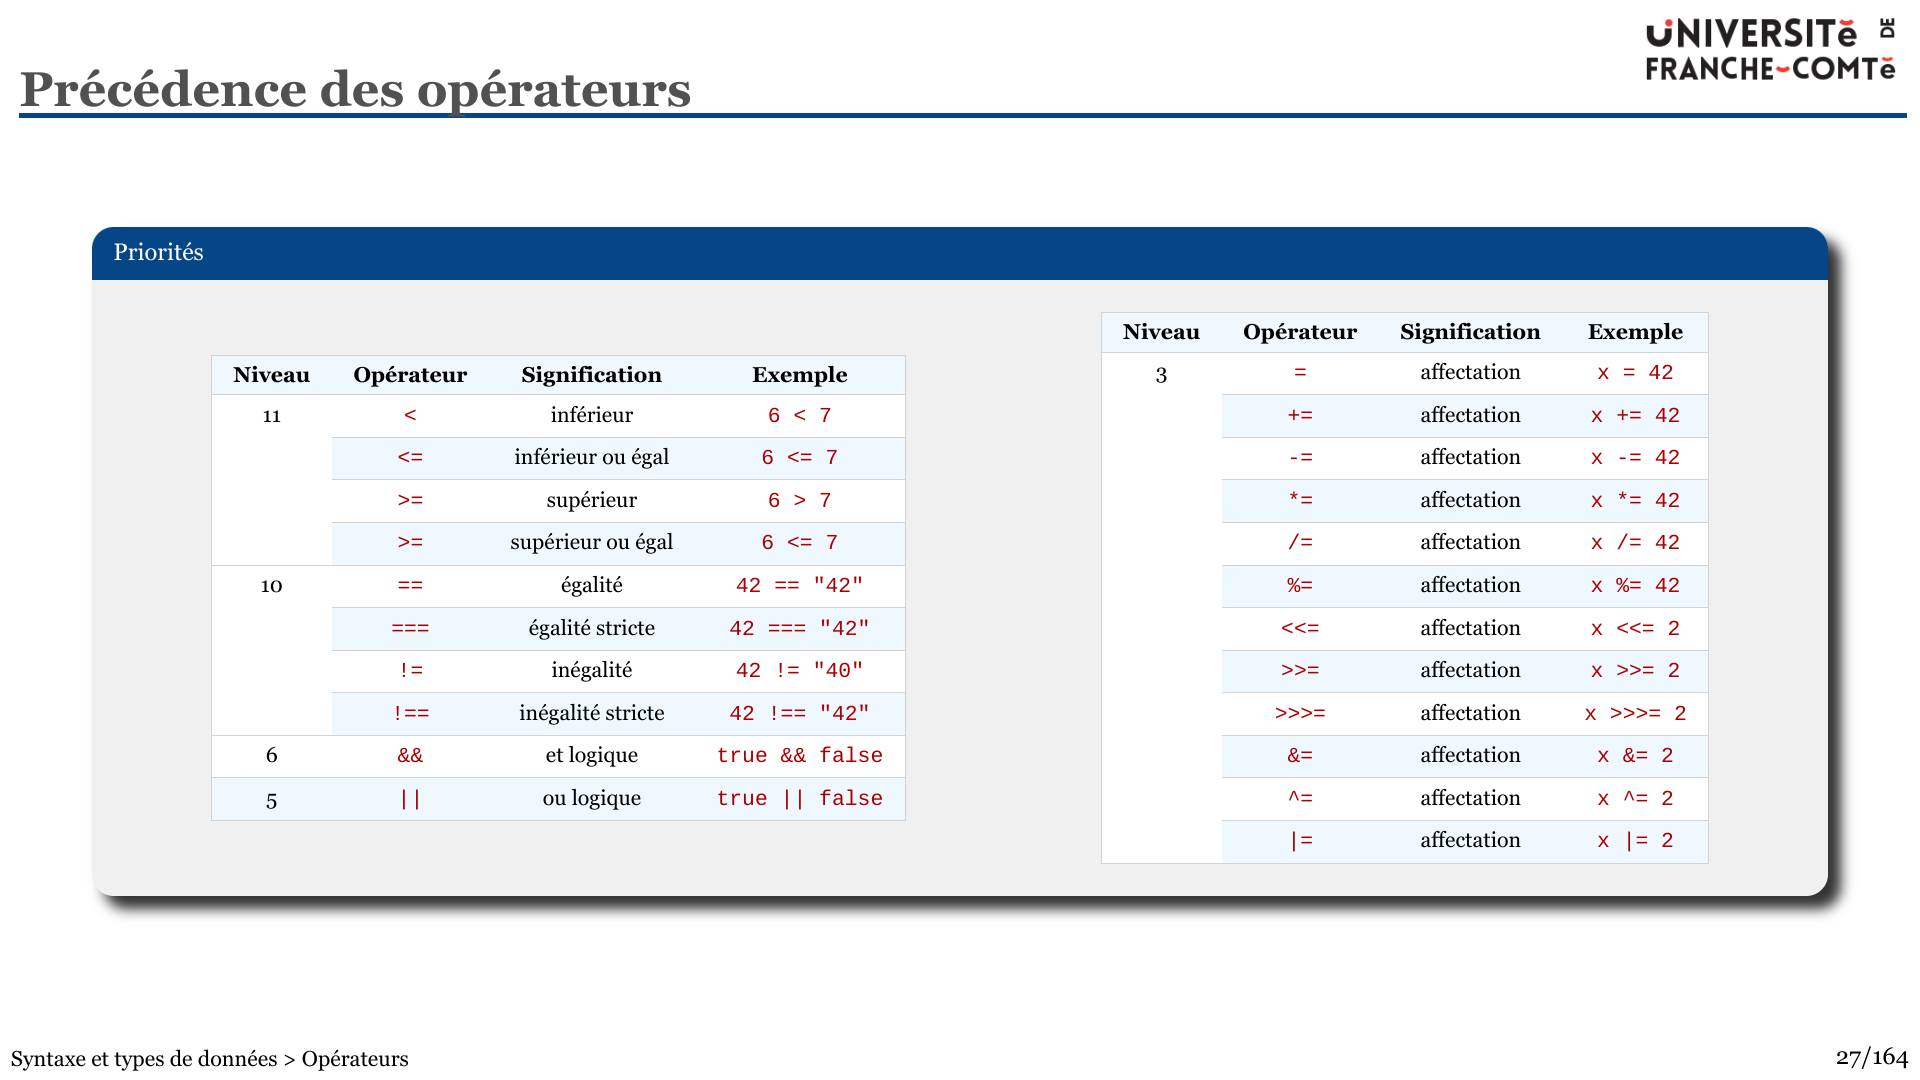 UNIVERSITÉ DE
FRANCHE-COMTÉ
Précédence des opérateurs
Priorités
Niveau Opérateur Signification Exemple
11 < inférieur 6 < 7
<= inférieur ou égal 6 <= 7
>= supérieur 6 > 7
>= supérieur ou égal 6 <= 7
10 == égalité 42 == "42"
=== égalité stricte 42 === "42"
!= inégalité 42 != "40"
!== inégalité stricte 42 !== "42"
6 && et logique true && false
5 || ou logique true || false
Niveau Opérateur Signification Exemple
3 = affectation x = 42
+= affectation x += 42
-= affectation x -= 42
*= affectation x *= 42
/= affectation x /= 42
%= affectation x %= 42
<<= affectation x <<= 2
>>= affectation x >>= 2
>>>= affectation x >>>= 2
&= affectation x &= 2
^= affectation x ^= 2
|= affectation x |= 2
Syntaxe et types de données > Opérateurs
27/164